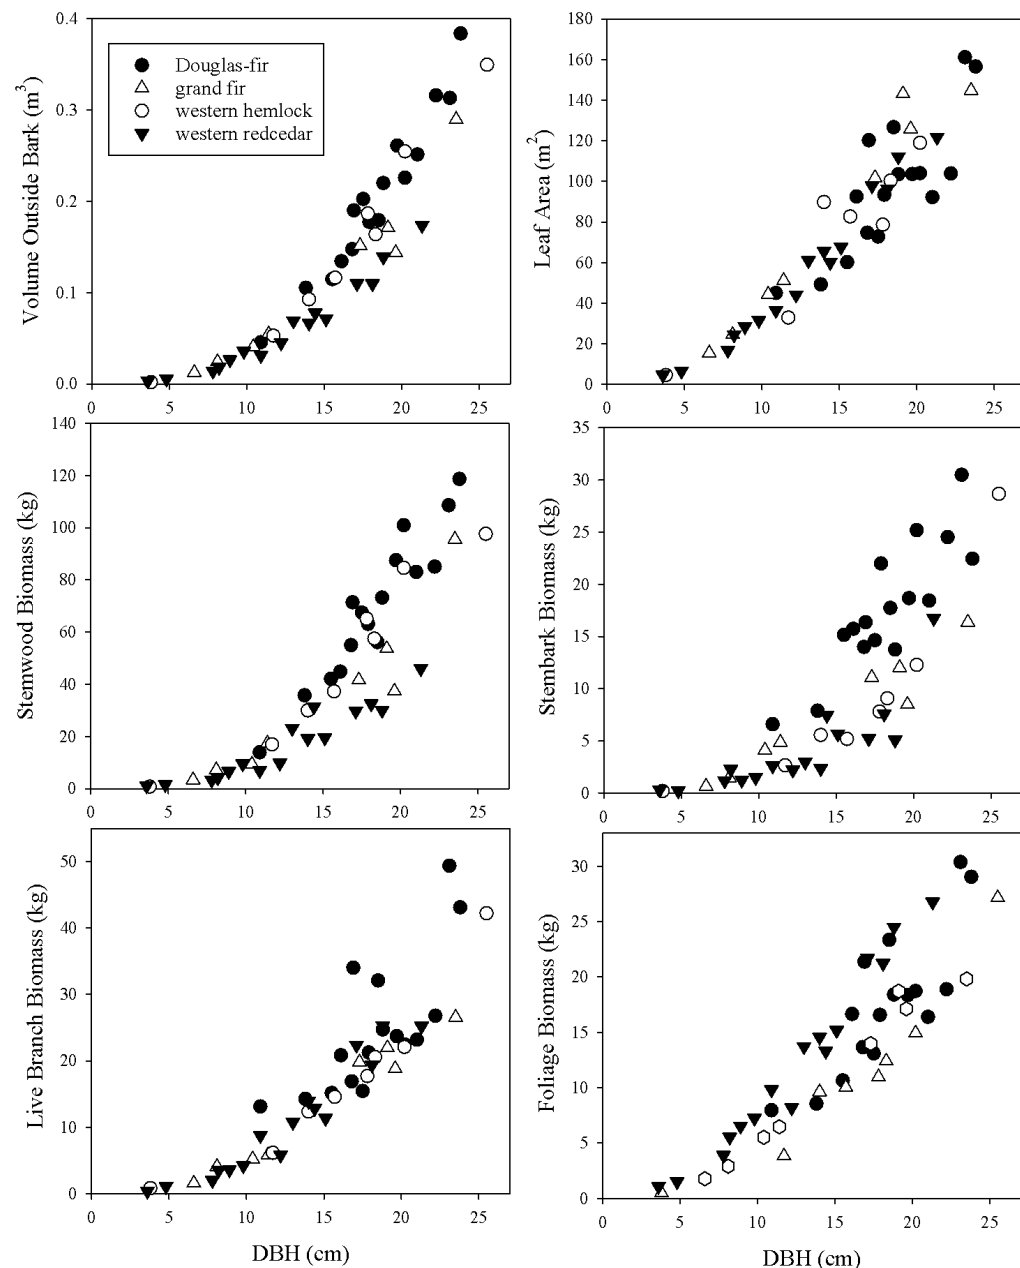 0.4
0.3
0.2
0.1
0.0
Volume Outside Bark (m³)
Douglas-fir
grand fir
western hemlock
western redcedar
0 5 10 15 20 25
180
160
140
120
100
80
60
40
20
0
Leaf Area (m²)
0 5 10 15 20 25
140
120
100
80
60
40
20
0
Stemwood Biomass (kg)
0 5 10 15 20 25
35
30
25
20
15
10
5
0
Stembark Biomass (kg)
0 5 10 15 20 25
50
40
30
20
10
0
Live Branch Biomass (kg)
0 5 10 15 20 25
DBH (cm)
30
25
20
15
10
5
0
Foliage Biomass (kg)
0 5 10 15 20 25
DBH (cm)